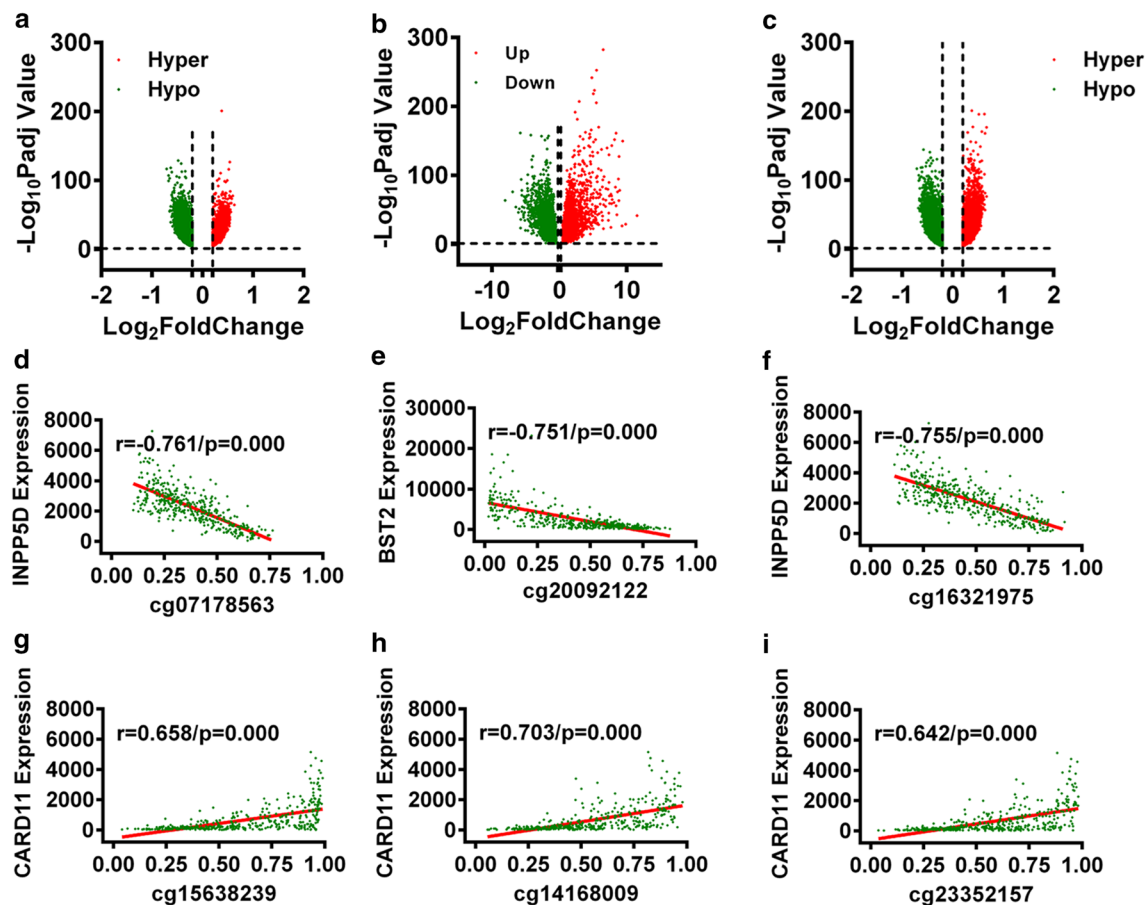 a
300
Hyper
Hypo
200
100
0
-Log₁₀Padj Value
-2 -1 0 1 2
Log₂FoldChange
b
300
Up
Down
200
100
0
-Log₁₀Padj Value
-10 0 10
Log₂FoldChange
c
300
Hyper
Hypo
200
100
0
-Log₁₀Padj Value
-2 -1 0 1 2
Log₂FoldChange
d
INPP5D Expression
8000
6000
4000
2000
0
r=-0.761/p=0.000
0.00 0.25 0.50 0.75 1.00
cg07178563
e
BST2 Expression
30000
20000
10000
0
r=-0.751/p=0.000
0.00 0.25 0.50 0.75 1.00
cg20092122
f
INPP5D Expression
8000
6000
4000
2000
0
r=-0.755/p=0.000
0.00 0.25 0.50 0.75 1.00
cg16321975
g
CARD11 Expression
8000
6000
4000
2000
0
r=0.658/p=0.000
0.00 0.25 0.50 0.75 1.00
cg15638239
h
CARD11 Expression
8000
6000
4000
2000
0
r=0.703/p=0.000
0.00 0.25 0.50 0.75 1.00
cg14168009
i
CARD11 Expression
8000
6000
4000
2000
0
r=0.642/p=0.000
0.00 0.25 0.50 0.75 1.00
cg23352157